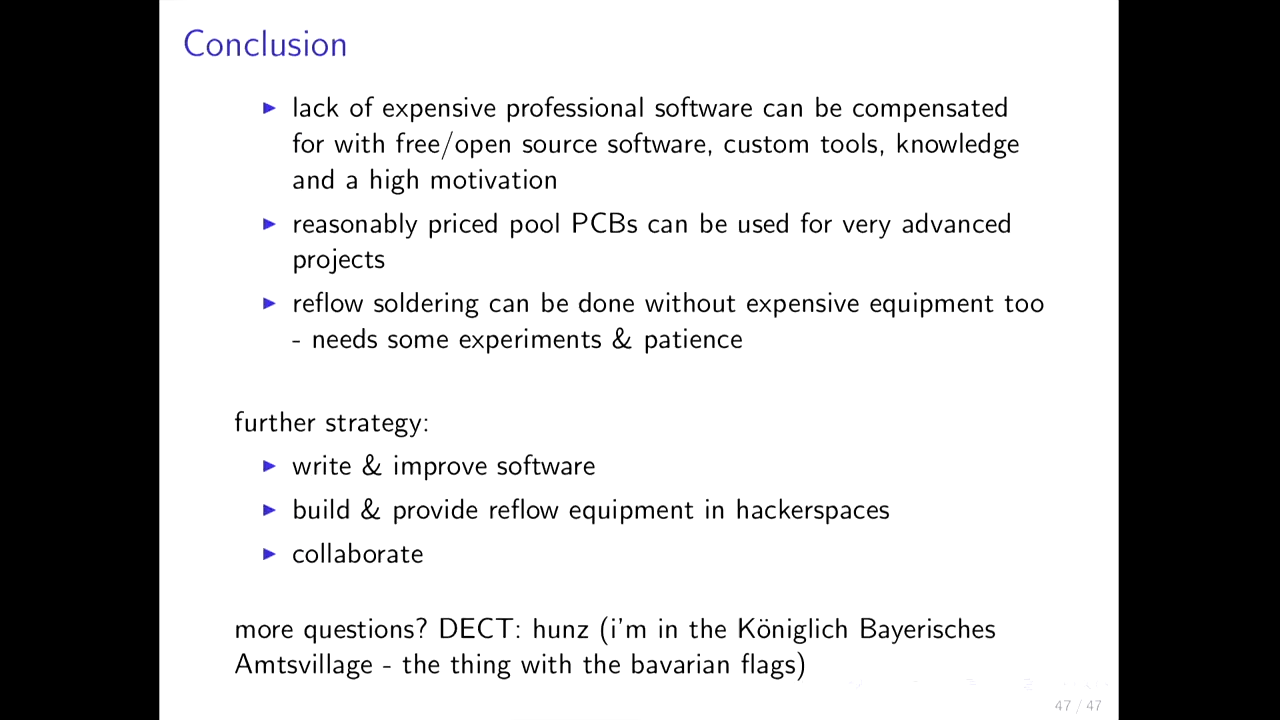 Conclusion
▶ lack of expensive professional software can be compensated
for with free/open source software, custom tools, knowledge
and a high motivation
▶ reasonably priced pool PCBs can be used for very advanced
projects
▶ reflow soldering can be done without expensive equipment too
- needs some experiments & patience
further strategy:
▶ write & improve software
▶ build & provide reflow equipment in hackerspaces
▶ collaborate
more questions? DECT: hunz (i'm in the Königlich Bayerisches
Amtsvillage - the thing with the bavarian flags)
47 / 47